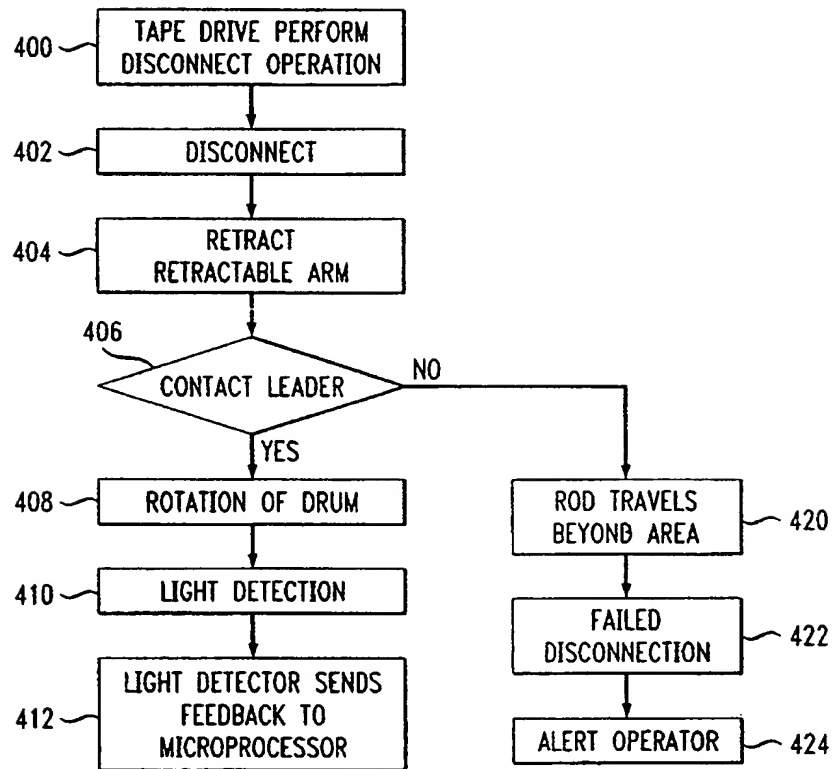 400
TAPE DRIVE PERFORM
DISCONNECT OPERATION
402
DISCONNECT
404
RETRACT
RETRACTABLE ARM
406
CONTACT LEADER
NO
YES
408
ROTATION OF DRUM
410
LIGHT DETECTION
412
LIGHT DETECTOR SENDS
FEEDBACK TO
MICROPROCESSOR
ROD TRAVELS
BEYOND AREA
420
FAILED
DISCONNECTION
422
ALERT OPERATOR
424